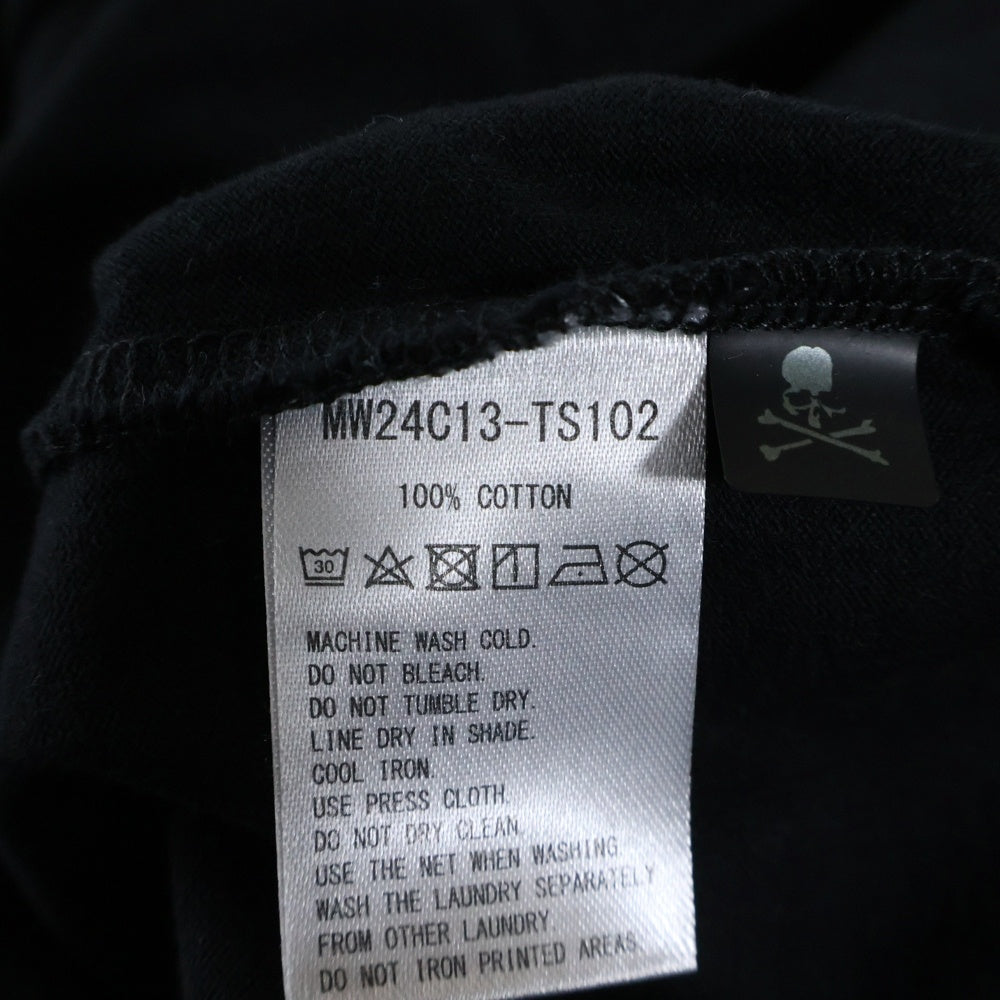 MW24C13-TS102
100% COTTON
30
MACHINE WASH COLD.
DO NOT BLEACH.
DO NOT TUMBLE DRY.
LINE DRY IN SHADE.
COOL IRON.
USE PRESS CLOTH.
DO NOT DRY CLEAN.
USE THE NET WHEN WASHING.
WASH THE LAUNDRY SEPARATELY
FROM OTHER LAUNDRY.
DO NOT IRON PRINTED AREAS.